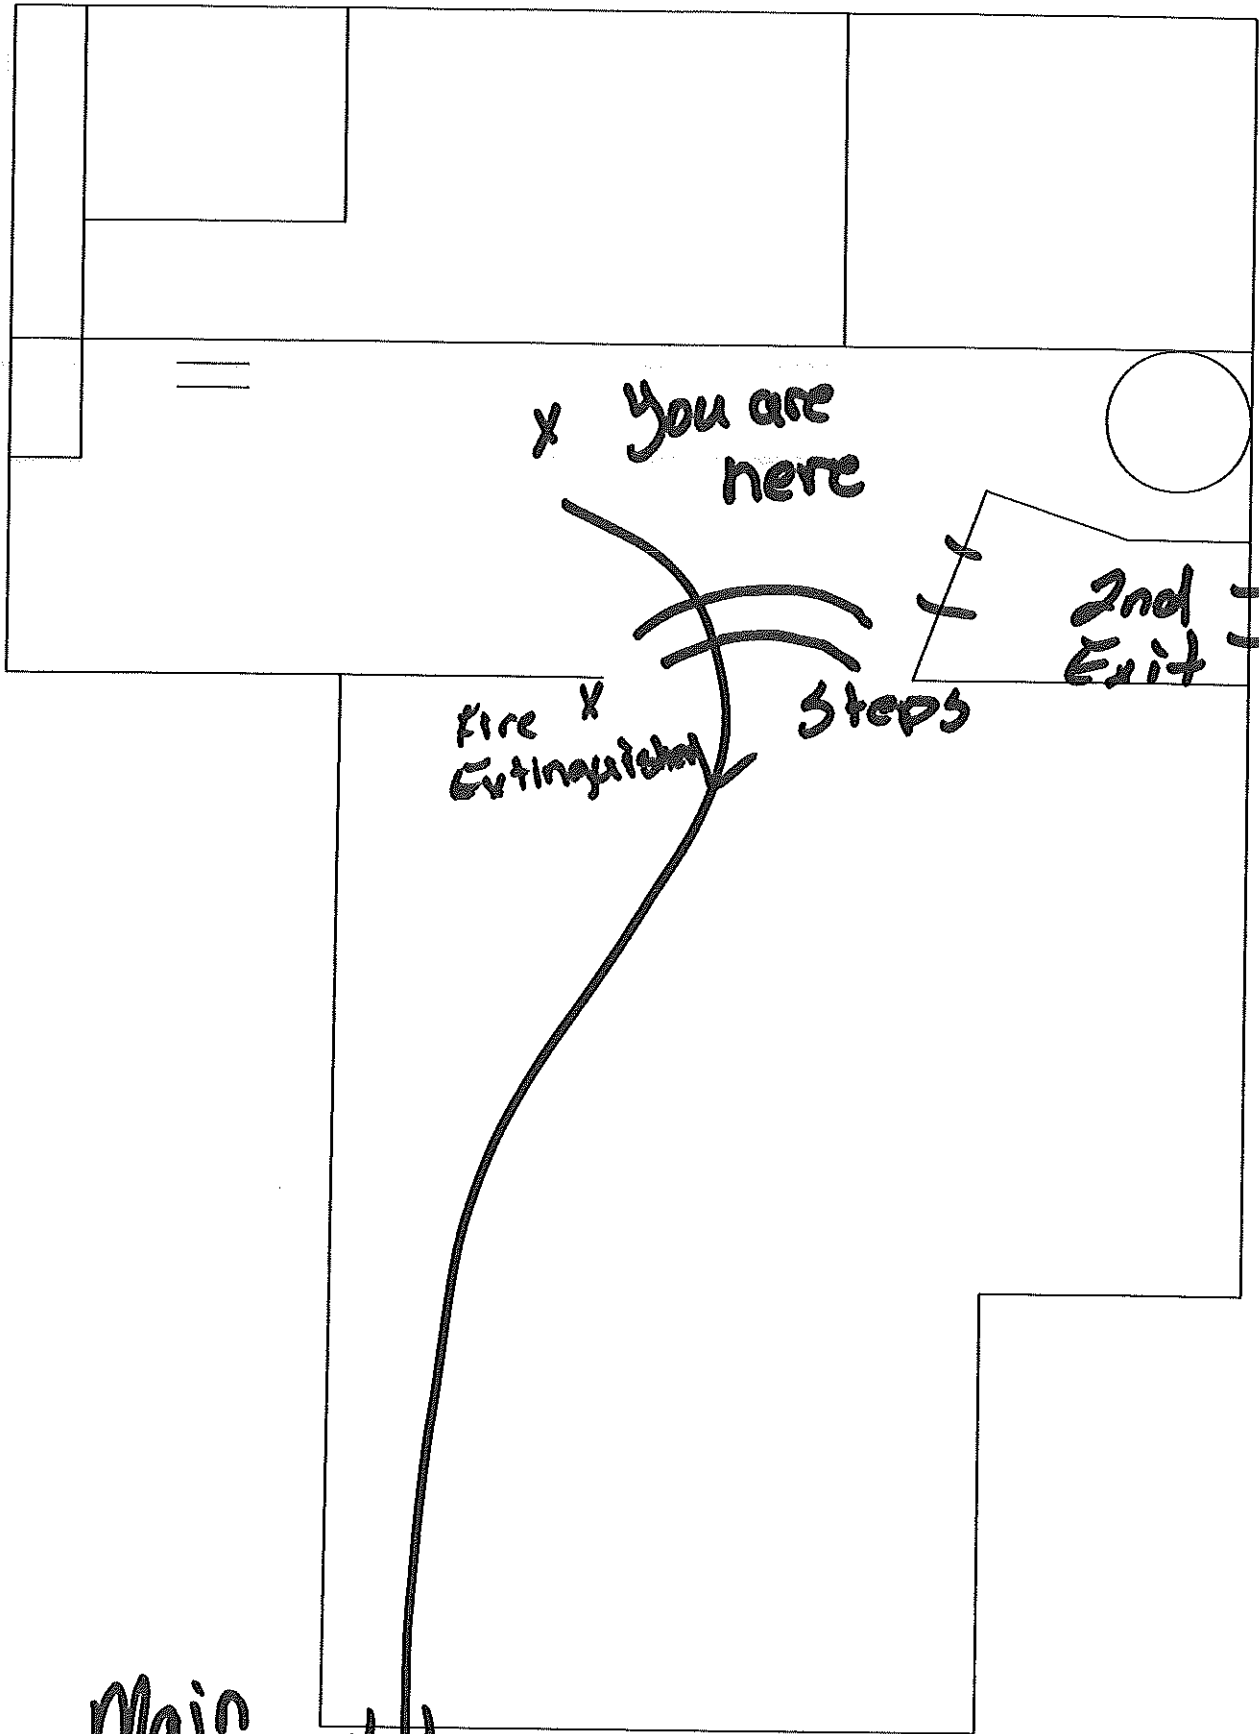 X You are
here
2nd
Exit
Fire X
Extinguisher
Steps
Main